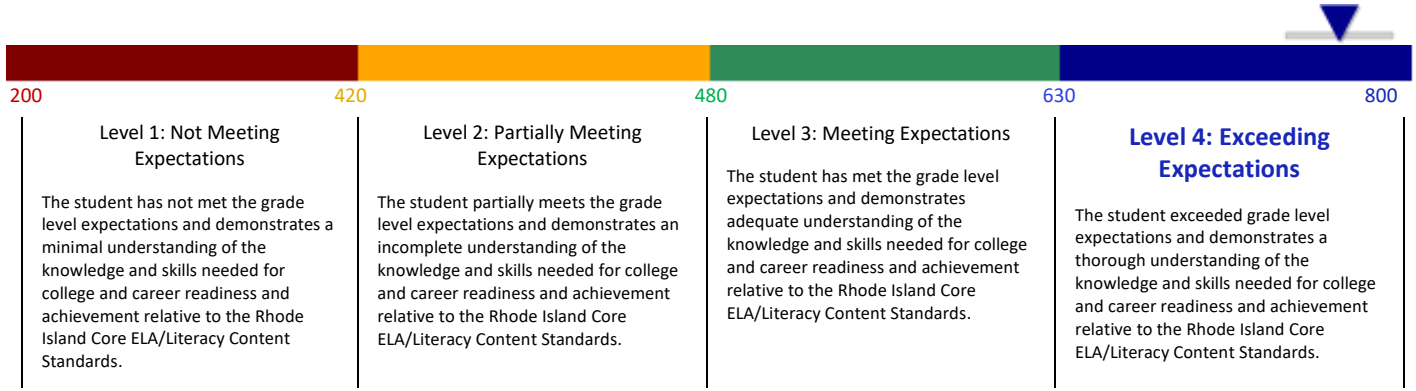 200 420 480 630 800
Level 1: Not Meeting
Expectations
The student has not met the grade
level expectations and demonstrates a
minimal understanding of the
knowledge and skills needed for
college and career readiness and
achievement relative to the Rhode
Island Core ELA/Literacy Content
Standards.
Level 2: Partially Meeting
Expectations
The student partially meets the grade
level expectations and demonstrates an
incomplete understanding of the
knowledge and skills needed for college
and career readiness and achievement
relative to the Rhode Island Core
ELA/Literacy Content Standards.
Level 3: Meeting Expectations
The student has met the grade level
expectations and demonstrates
adequate understanding of the
knowledge and skills needed for college
and career readiness and achievement
relative to the Rhode Island Core
ELA/Literacy Content Standards.
Level 4: Exceeding
Expectations
The student exceeded grade level
expectations and demonstrates a
thorough understanding of the
knowledge and skills needed for college
and career readiness and achievement
relative to the Rhode Island Core
ELA/Literacy Content Standards.